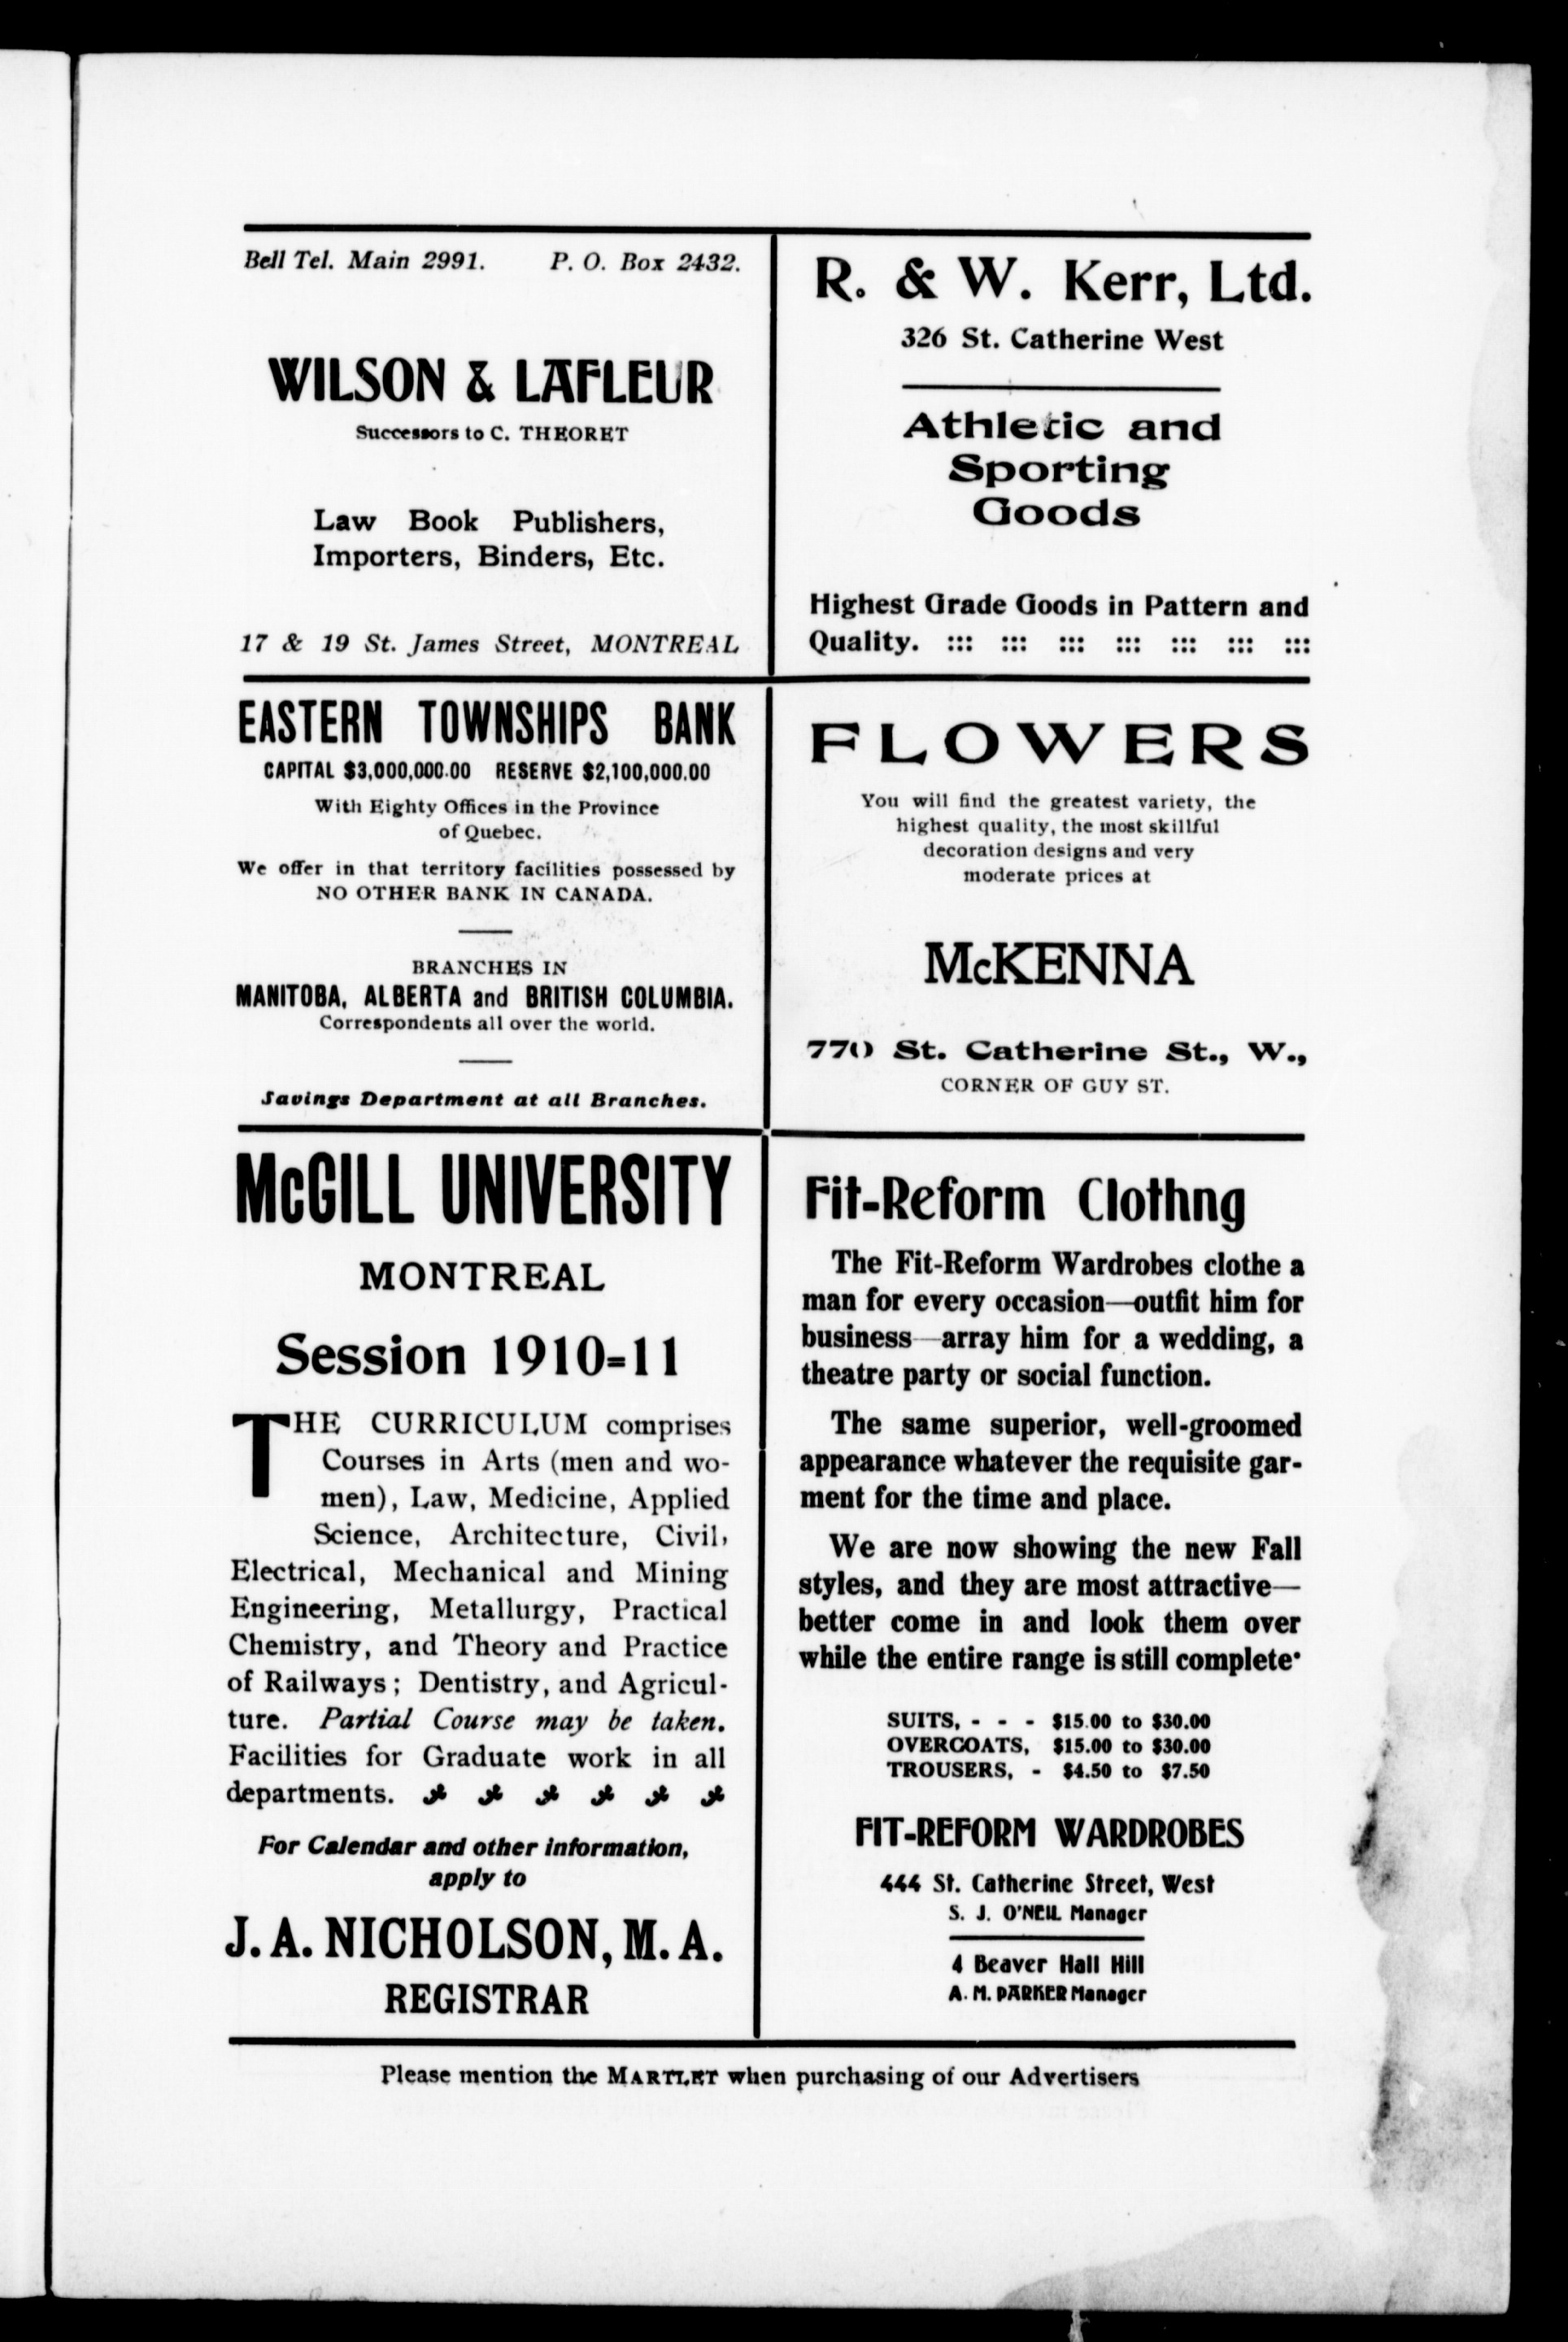 Bell Tel. Main 2991. P. O. Box 2432.
WILSON & LAFLEUR
Successors to C. THEORET
Law Book Publishers,
Importers, Binders, Etc.
17 & 19 St. James Street, MONTREAL
R. & W. Kerr, Ltd.
326 St. Catherine West
Athletic and
Sporting
Goods
Highest Grade Goods in Pattern and
Quality. ::: ::: ::: ::: ::: ::: :::
EASTERN TOWNSHIPS BANK
CAPITAL $3,000,000.00 RESERVE $2,100,000.00
With Eighty Offices in the Province
of Quebec.
We offer in that territory facilities possessed by
NO OTHER BANK IN CANADA.
BRANCHES IN
MANITOBA, ALBERTA and BRITISH COLUMBIA.
Correspondents all over the world.
Savings Department at all Branches.
FLOWERS
You will find the greatest variety, the
highest quality, the most skillful
decoration designs and very
moderate prices at
McKENNA
770 St. Catherine St., W.,
CORNER OF GUY ST.
McGILL UNIVERSITY
MONTREAL
Session 1910-11
THE CURRICULUM comprises
Courses in Arts (men and wo-
men), Law, Medicine, Applied
Science, Architecture, Civil,
Electrical, Mechanical and Mining
Engineering, Metallurgy, Practical
Chemistry, and Theory and Practice
of Railways; Dentistry, and Agricul-
ture. Partial Course may be taken.
Facilities for Graduate work in all
departments.
For Calendar and other information,
apply to
J. A. NICHOLSON, M. A.
REGISTRAR
Fit-Reform Clothng
The Fit-Reform Wardrobes clothe a
man for every occasion—outfit him for
business—array him for a wedding, a
theatre party or social function.
The same superior, well-groomed
appearance whatever the requisite gar-
ment for the time and place.
We are now showing the new Fall
styles, and they are most attractive—
better come in and look them over
while the entire range is still complete·
SUITS, - - - $15.00 to $30.00
OVERCOATS, $15.00 to $30.00
TROUSERS, - $4.50 to $7.50
FIT-REFORM WARDROBES
444 St. Catherine Street, West
S. J. O'NEIL Manager
4 Beaver Hall Hill
A. M. PARKER Manager
Please mention the MARTLET when purchasing of our Advertisers